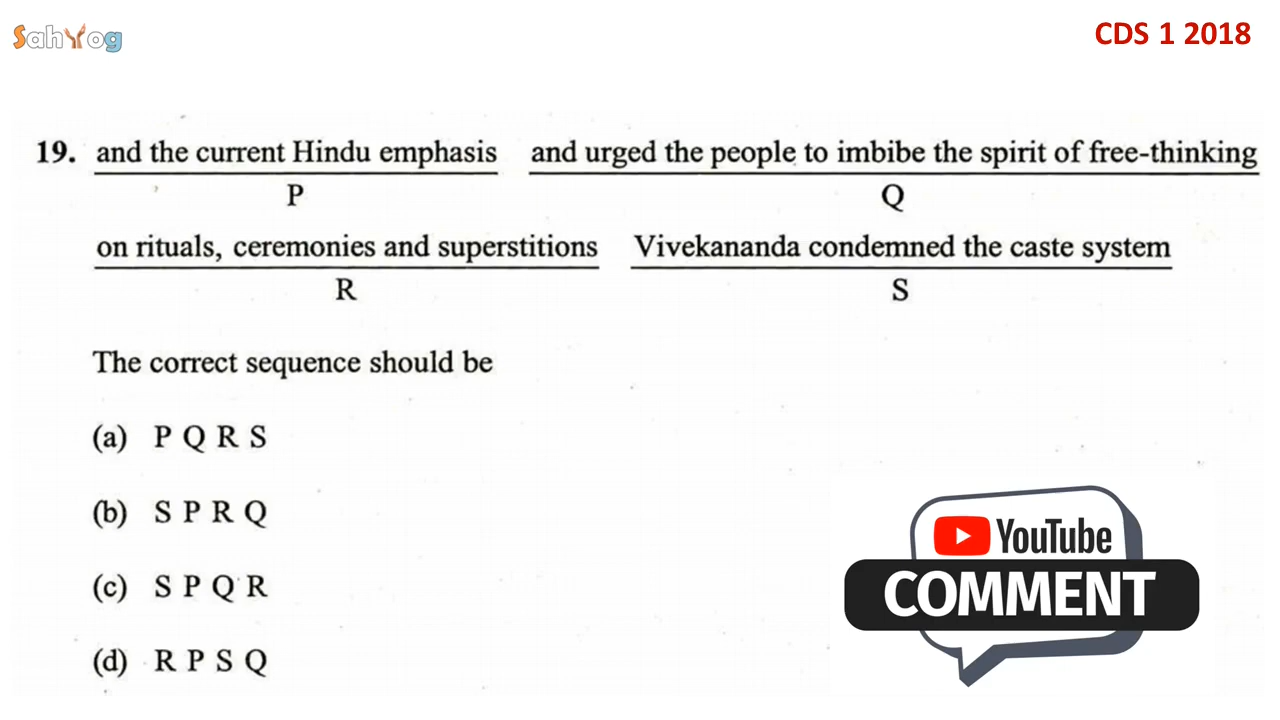 SahYog
CDS 1 2018
19. and the current Hindu emphasis and urged the people to imbibe the spirit of free-thinking
P Q
on rituals, ceremonies and superstitions Vivekananda condemned the caste system
R S
The correct sequence should be
(a) P Q R S
(b) S P R Q
(c) S P Q R
(d) R P S Q
YouTube
COMMENT